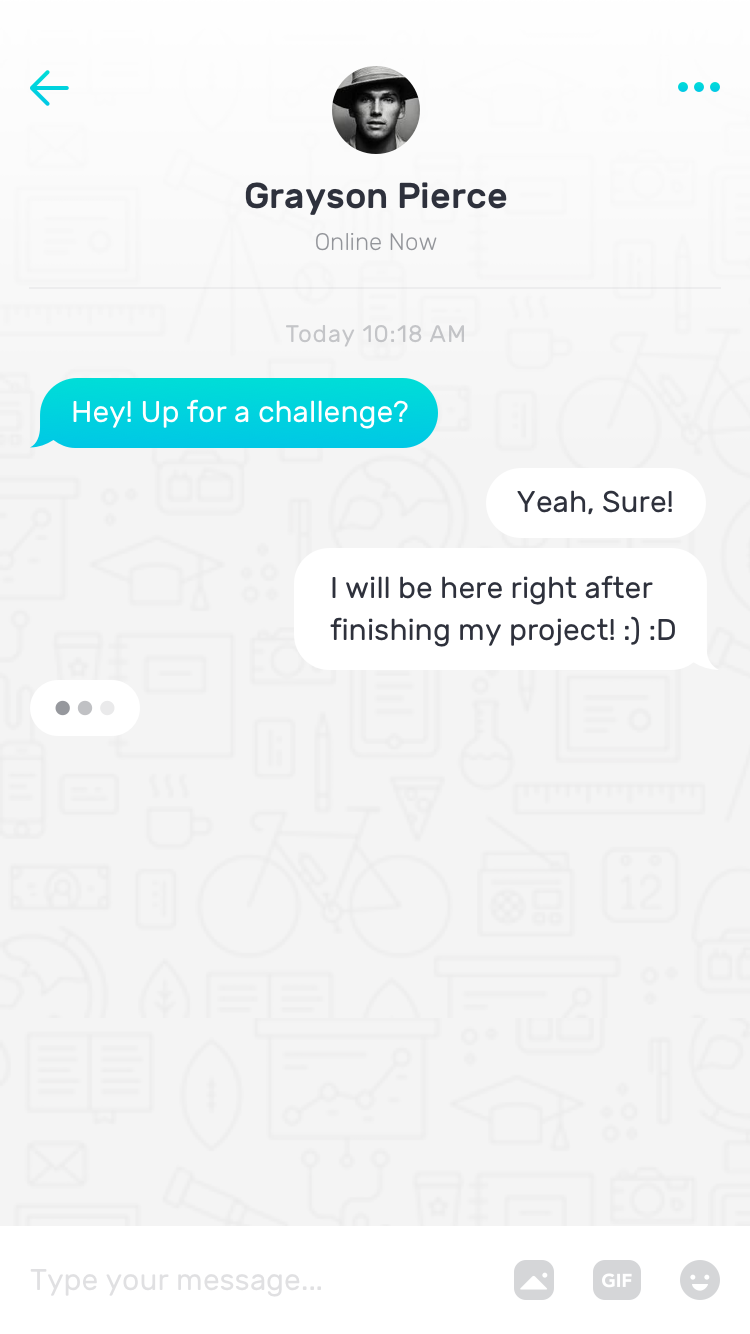 Grayson Pierce
Online Now
Today 10:18 AM
Hey! Up for a challenge?
Yeah, Sure!
I will be here right after
finishing my project! :) :D
12
Type your message...
GIF